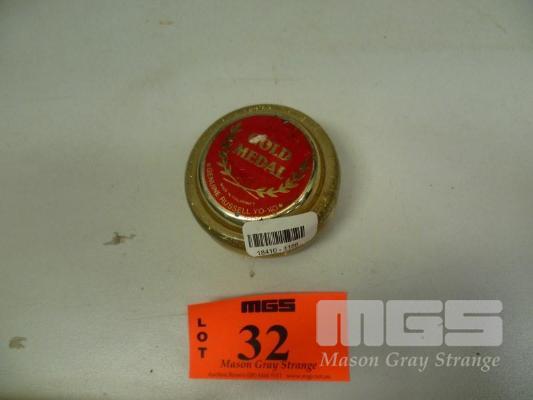 GOLD
MEDAL
GENUINE RUSSELL YO-YO
MGS
LOT
32
Mason Gray Strange
MGS
Mason Gray Strange